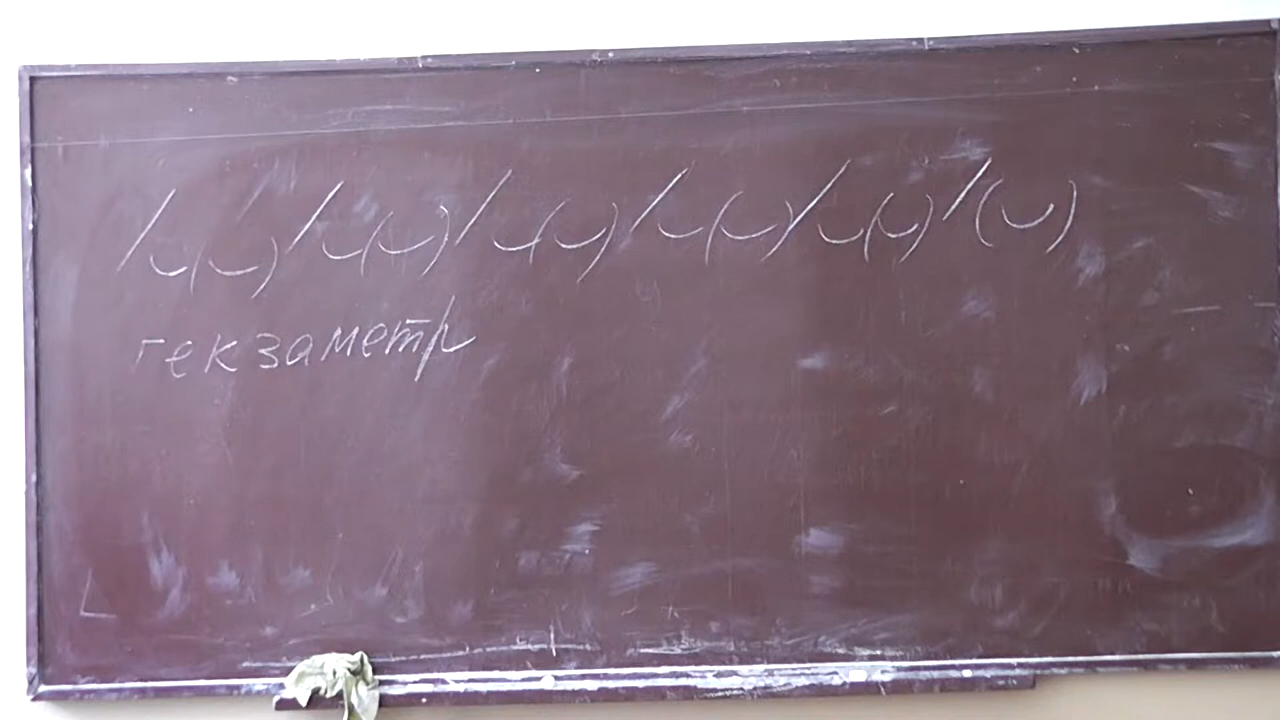 / ◡(◡) / ◡(◡) / ◡(◡) / ◡(◡) / ◡(◡) / (◡)
гекзаметр